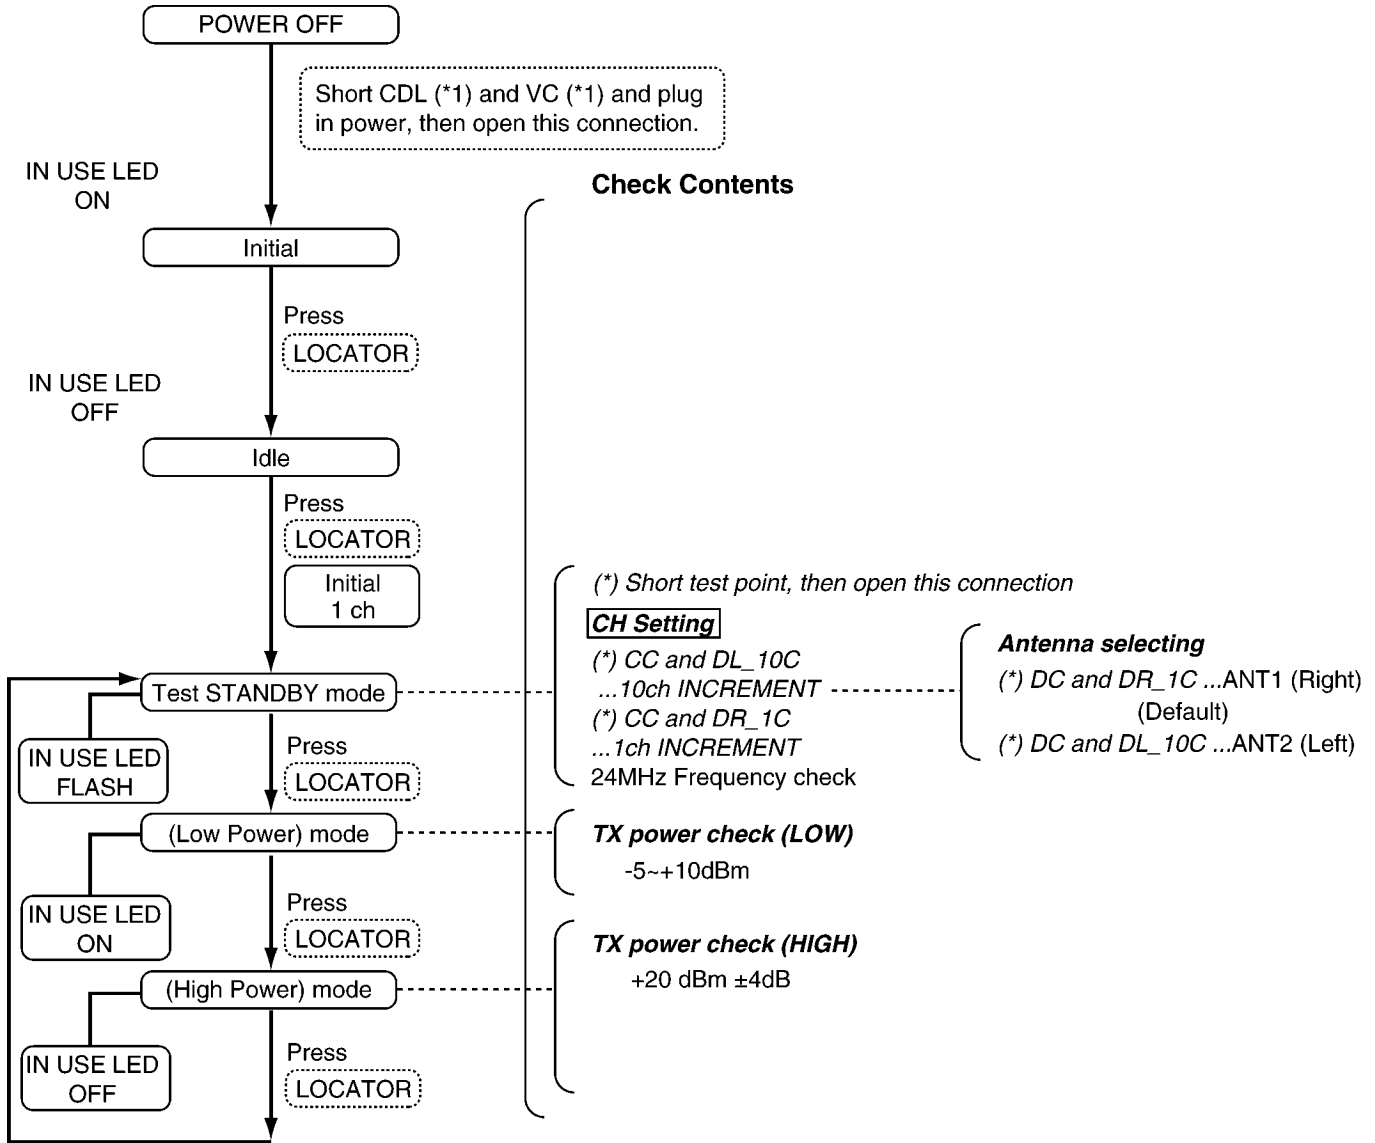 POWER OFF
Short CDL (*1) and VC (*1) and plug
in power, then open this connection.
IN USE LED
ON
Check Contents
Initial
Press
LOCATOR
IN USE LED
OFF
Idle
Press
LOCATOR
Initial
1 ch
(*) Short test point, then open this connection
CH Setting
(*) CC and DL_10C
...10ch INCREMENT
(*) CC and DR_1C
...1ch INCREMENT
24MHz Frequency check
Antenna selecting
(*) DC and DR_1C ...ANT1 (Right)
(Default)
(*) DC and DL_10C ...ANT2 (Left)
Test STANDBY mode
IN USE LED
FLASH
Press
LOCATOR
(Low Power) mode
TX power check (LOW)
-5~+10dBm
IN USE LED
ON
Press
LOCATOR
(High Power) mode
TX power check (HIGH)
+20 dBm ±4dB
IN USE LED
OFF
Press
LOCATOR